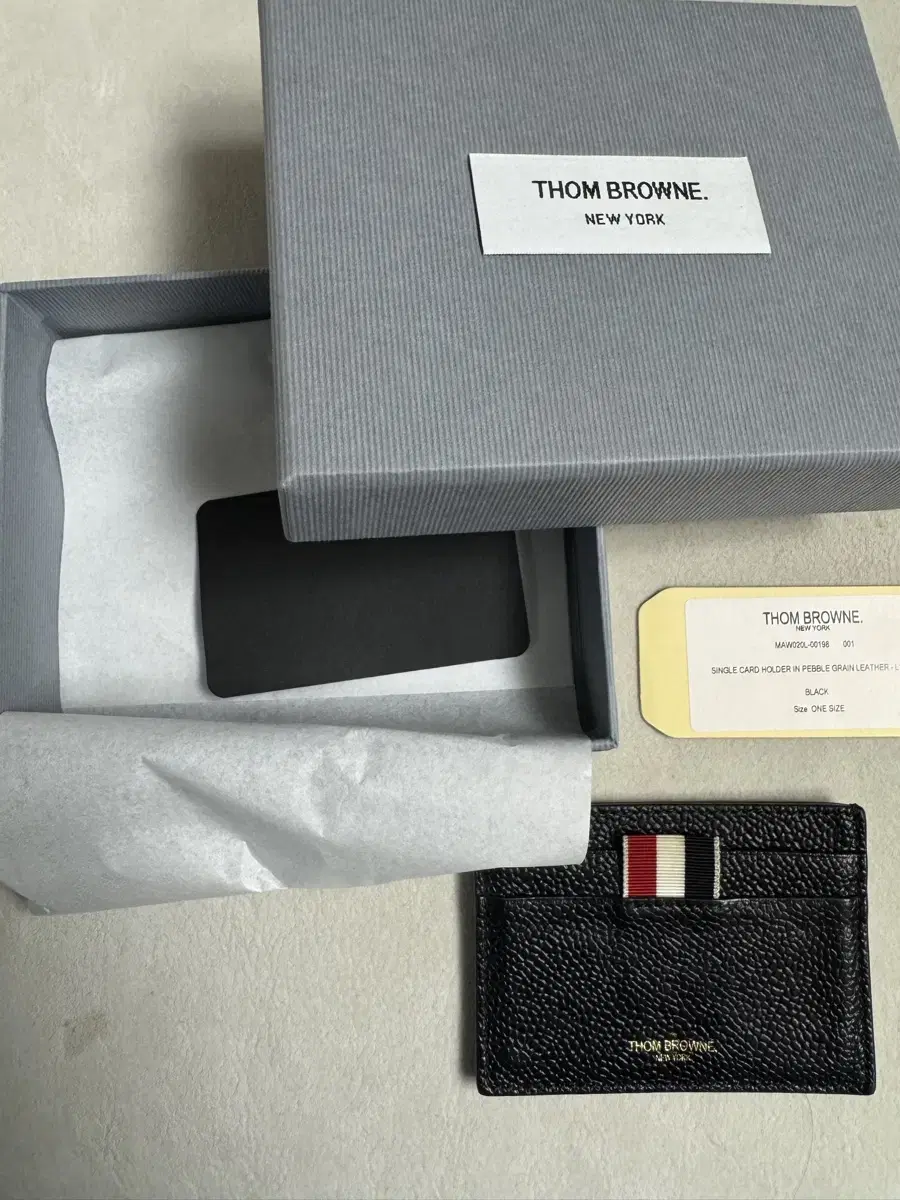 THOM BROWNE.
NEW YORK
THOM BROWNE.
NEW YORK
MAW020L-00198 001
SINGLE CARD HOLDER IN PEBBLE GRAIN LEATHER - L
BLACK
Size ONE SIZE
THOM BROWNE.
NEW YORK